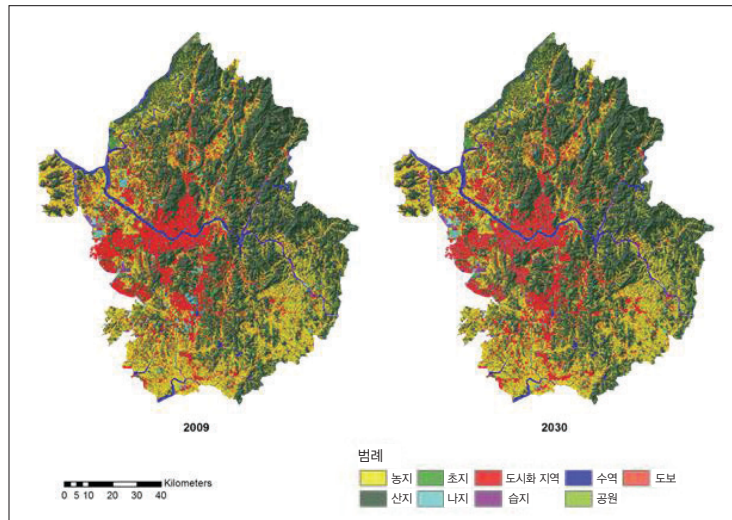 2009
2030
범례
농지 초지 도시화 지역 수역 도보
산지 나지 습지 공원
Kilometers
0 5 10 20 30 40